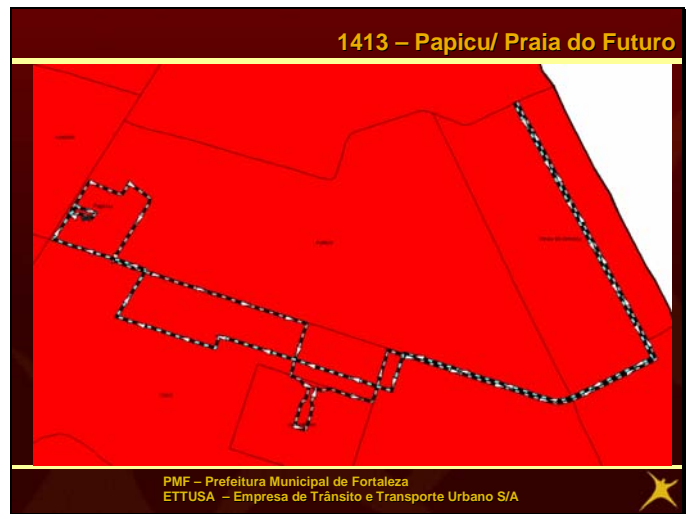 1413 – Papicu/ Praia do Futuro
PMF – Prefeitura Municipal de Fortaleza
ETTUSA – Empresa de Trânsito e Transporte Urbano S/A